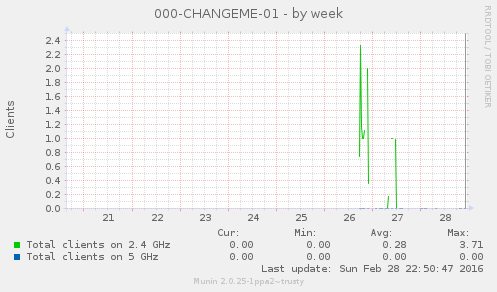 000-CHANGEME-01 - by week
RRDTOOL / TOBI OETIKER
Clients
2.4
2.2
2.0
1.8
1.6
1.4
1.2
1.0
0.8
0.6
0.4
0.2
0.0
21 22 23 24 25 26 27 28
Cur: Min: Avg: Max:
Total clients on 2.4 GHz 0.00 0.00 0.28 3.71
Total clients on 5 GHz 0.00 0.00 0.00 0.00
Last update: Sun Feb 28 22:50:47 2016
Munin 2.0.25-1ppa2~trusty